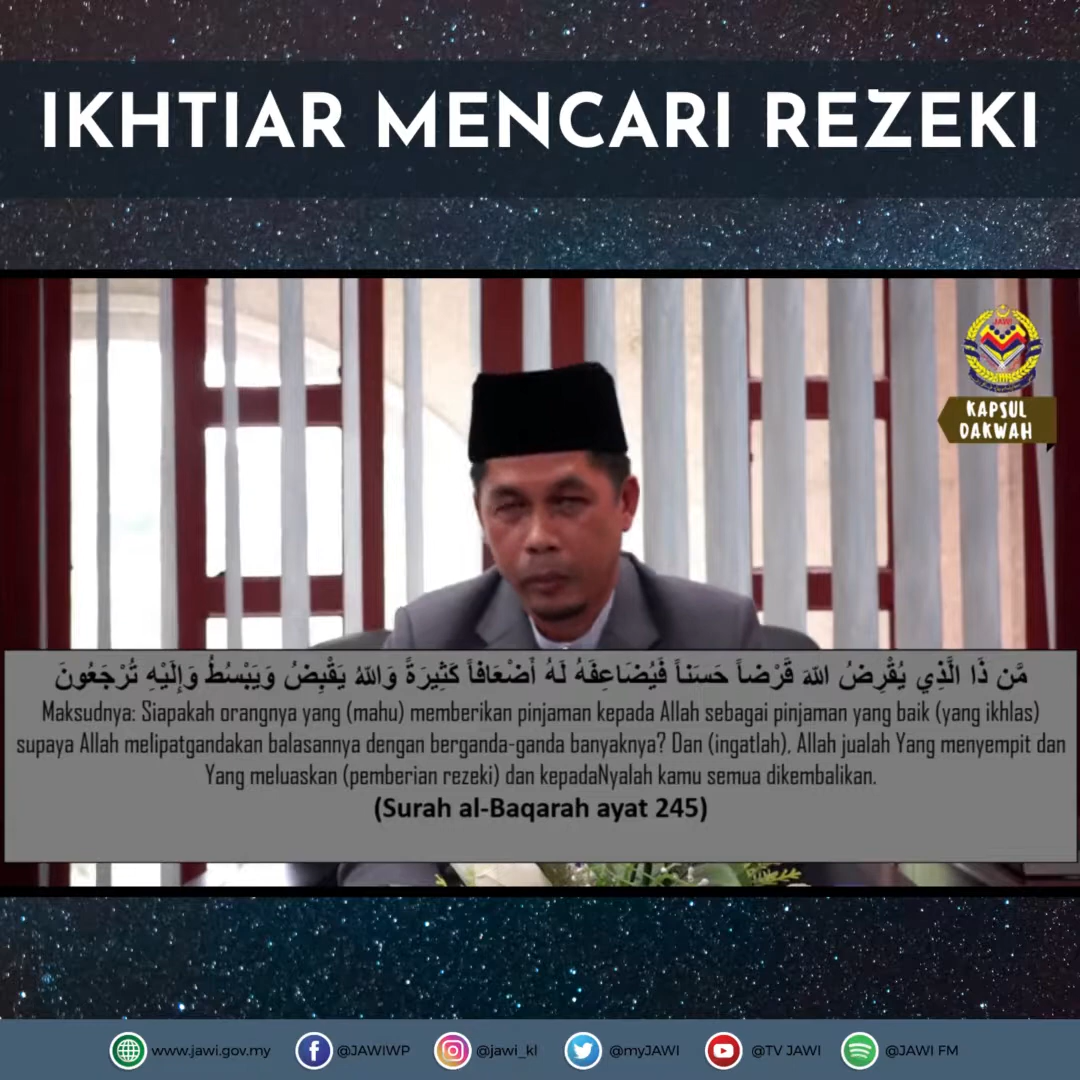 IKHTIAR MENCARI REZEKI
JAWI
KAPSUL
DAKWAH
مَّن ذَا الَّذِي يُقْرِضُ اللّهَ قَرْضاً حَسَناً فَيُضَاعِفَهُ لَهُ أَضْعَافاً كَثِيرَةً وَاللّهُ يَقْبِضُ وَيَبْسُطُ وَإِلَيْهِ تُرْجَعُونَ
Maksudnya: Siapakah orangnya yang (mahu) memberikan pinjaman kepada Allah sebagai pinjaman yang baik (yang ikhlas)
supaya Allah melipatgandakan balasannya dengan berganda-ganda banyaknya? Dan (ingatlah), Allah jualah Yang menyempit dan
Yang meluaskan (pemberian rezeki) dan kepadaNyalah kamu semua dikembalikan.
(Surah al-Baqarah ayat 245)
www.jawi.gov.my @JAWIWP @jawi_kl @myJAWI @TV JAWI @JAWI FM